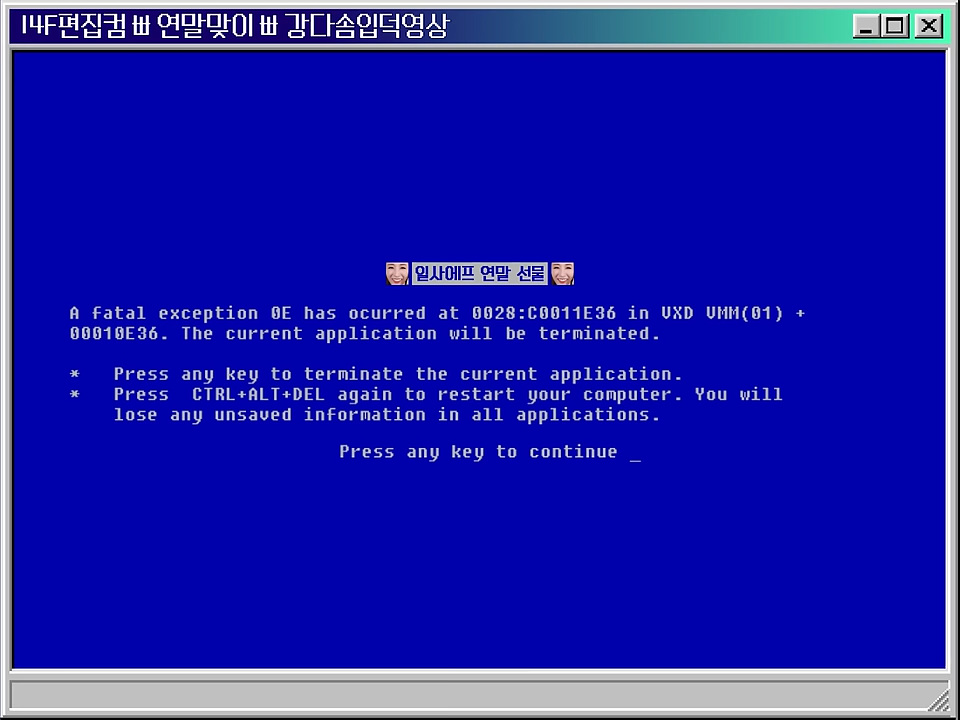 14F편집컴 ㅃ 연말맞이 ㅃ 강다솜입덕영상
일사에프 연말 선물
A fatal exception 0E has ocurred at 0028:C0011E36 in VXD VMM(01) +
00010E36. The current application will be terminated.
* Press any key to terminate the current application.
* Press CTRL+ALT+DEL again to restart your computer. You will
lose any unsaved information in all applications.
Press any key to continue _